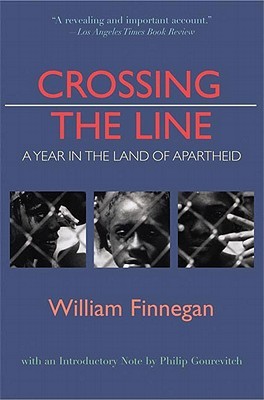 “A revealing and important account.”
–Los Angeles Times Book Review
CROSSING
THE LINE
A YEAR IN THE LAND OF APARTHEID
William Finnegan
with an Introductory Note by Philip Gourevitch